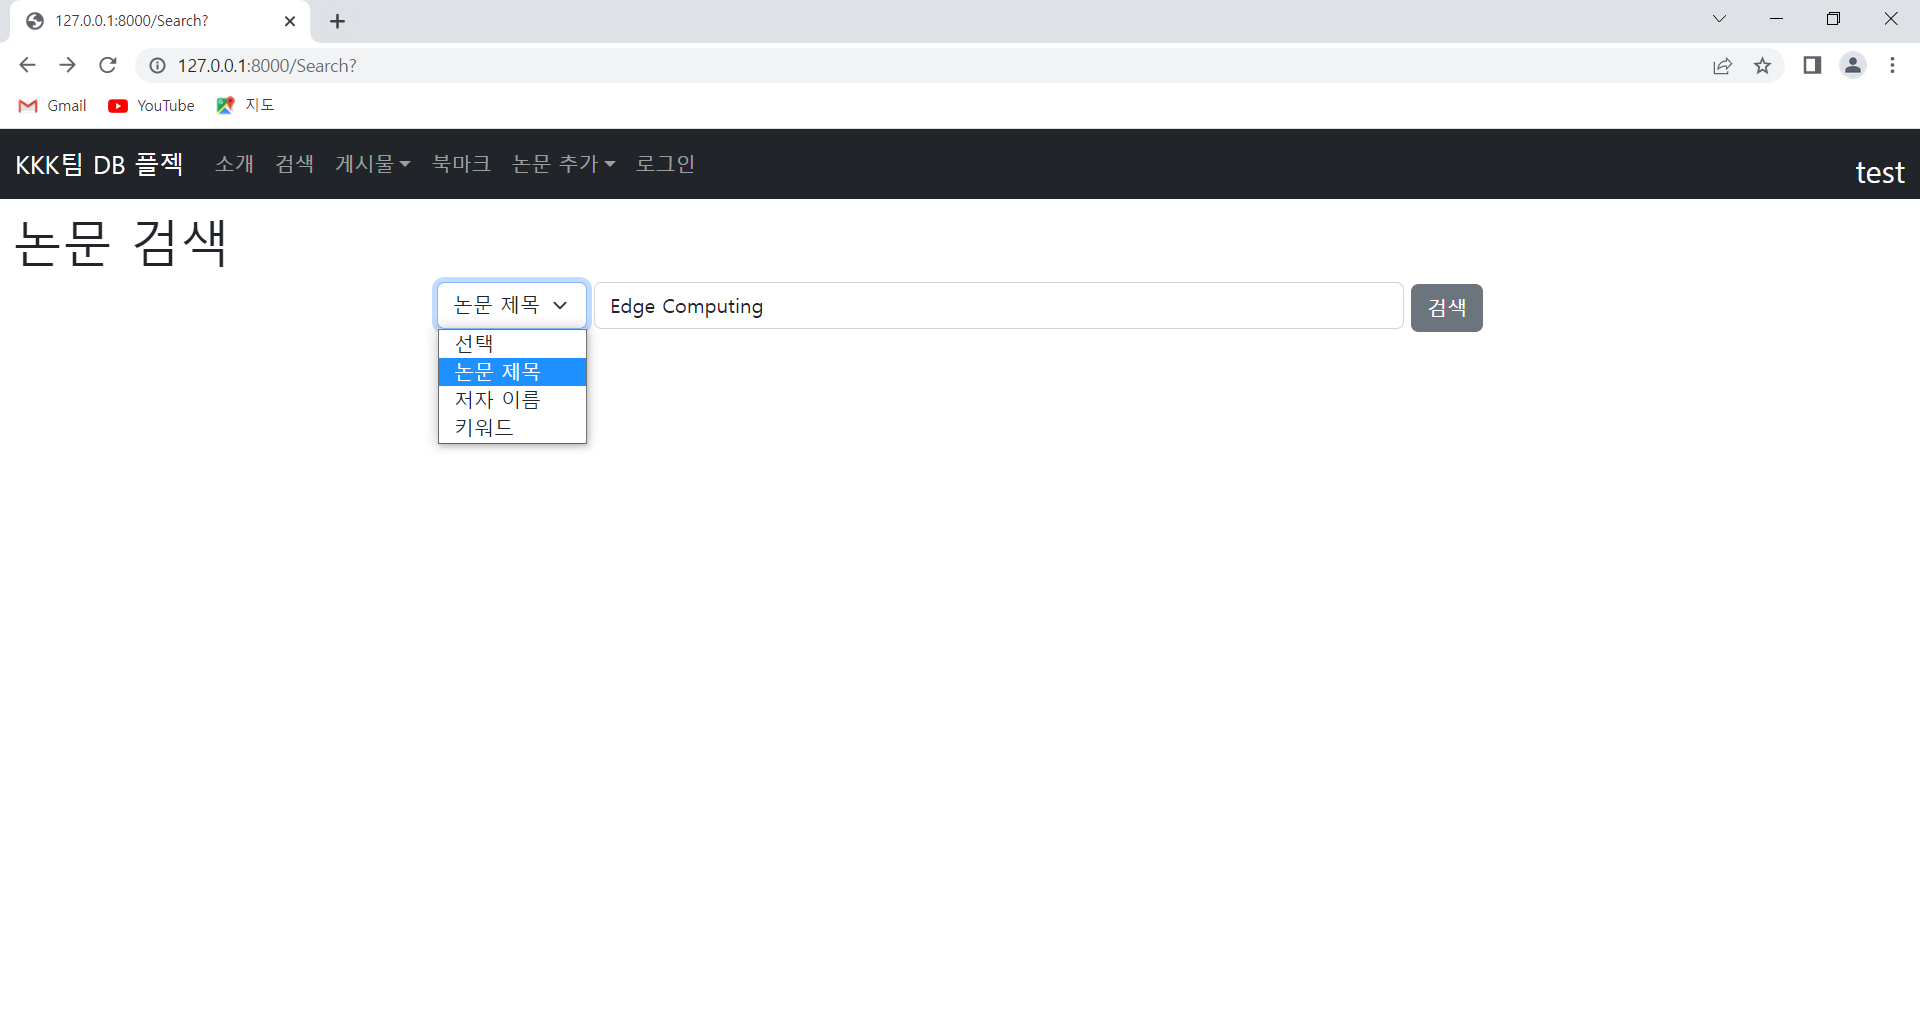 127.0.0.1:8000/Search?
127.0.0.1:8000/Search?
Gmail YouTube 지도
KKK팀 DB 플젝 소개 검색 게시물 북마크 논문 추가 로그인 test
논문 검색
논문 제목 Edge Computing 검색
선택
논문 제목
저자 이름
키워드